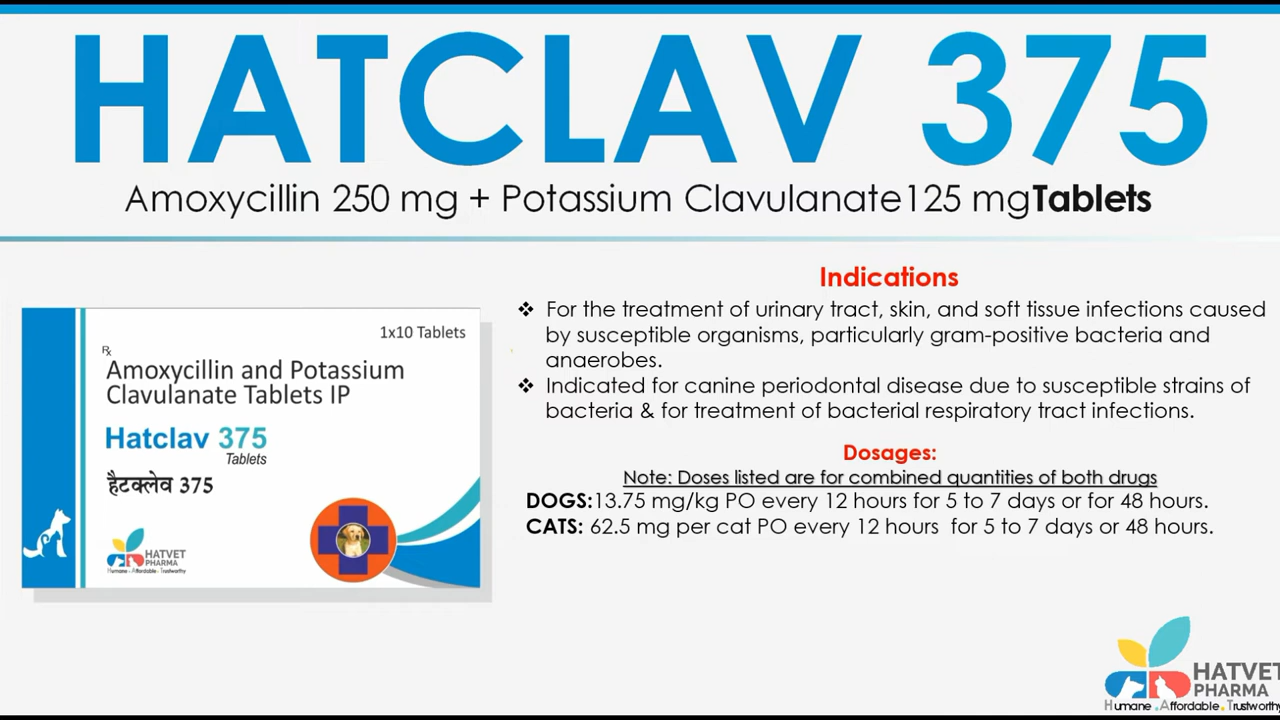 HATCLAV 375
Amoxycillin 250 mg + Potassium Clavulanate125 mgTablets
1x10 Tablets
Rx
Amoxycillin and Potassium
Clavulanate Tablets IP
Hatclav 375
Tablets
हैटक्लेव 375
HATVET
PHARMA
Humane . Affordable . Trustworthy
Indications
❖ For the treatment of urinary tract, skin, and soft tissue infections caused
by susceptible organisms, particularly gram-positive bacteria and
anaerobes.
❖ Indicated for canine periodontal disease due to susceptible strains of
bacteria & for treatment of bacterial respiratory tract infections.
Dosages:
Note: Doses listed are for combined quantities of both drugs
DOGS:13.75 mg/kg PO every 12 hours for 5 to 7 days or for 48 hours.
CATS: 62.5 mg per cat PO every 12 hours for 5 to 7 days or 48 hours.
HATVET
PHARMA
Humane . Affordable . Trustworthy